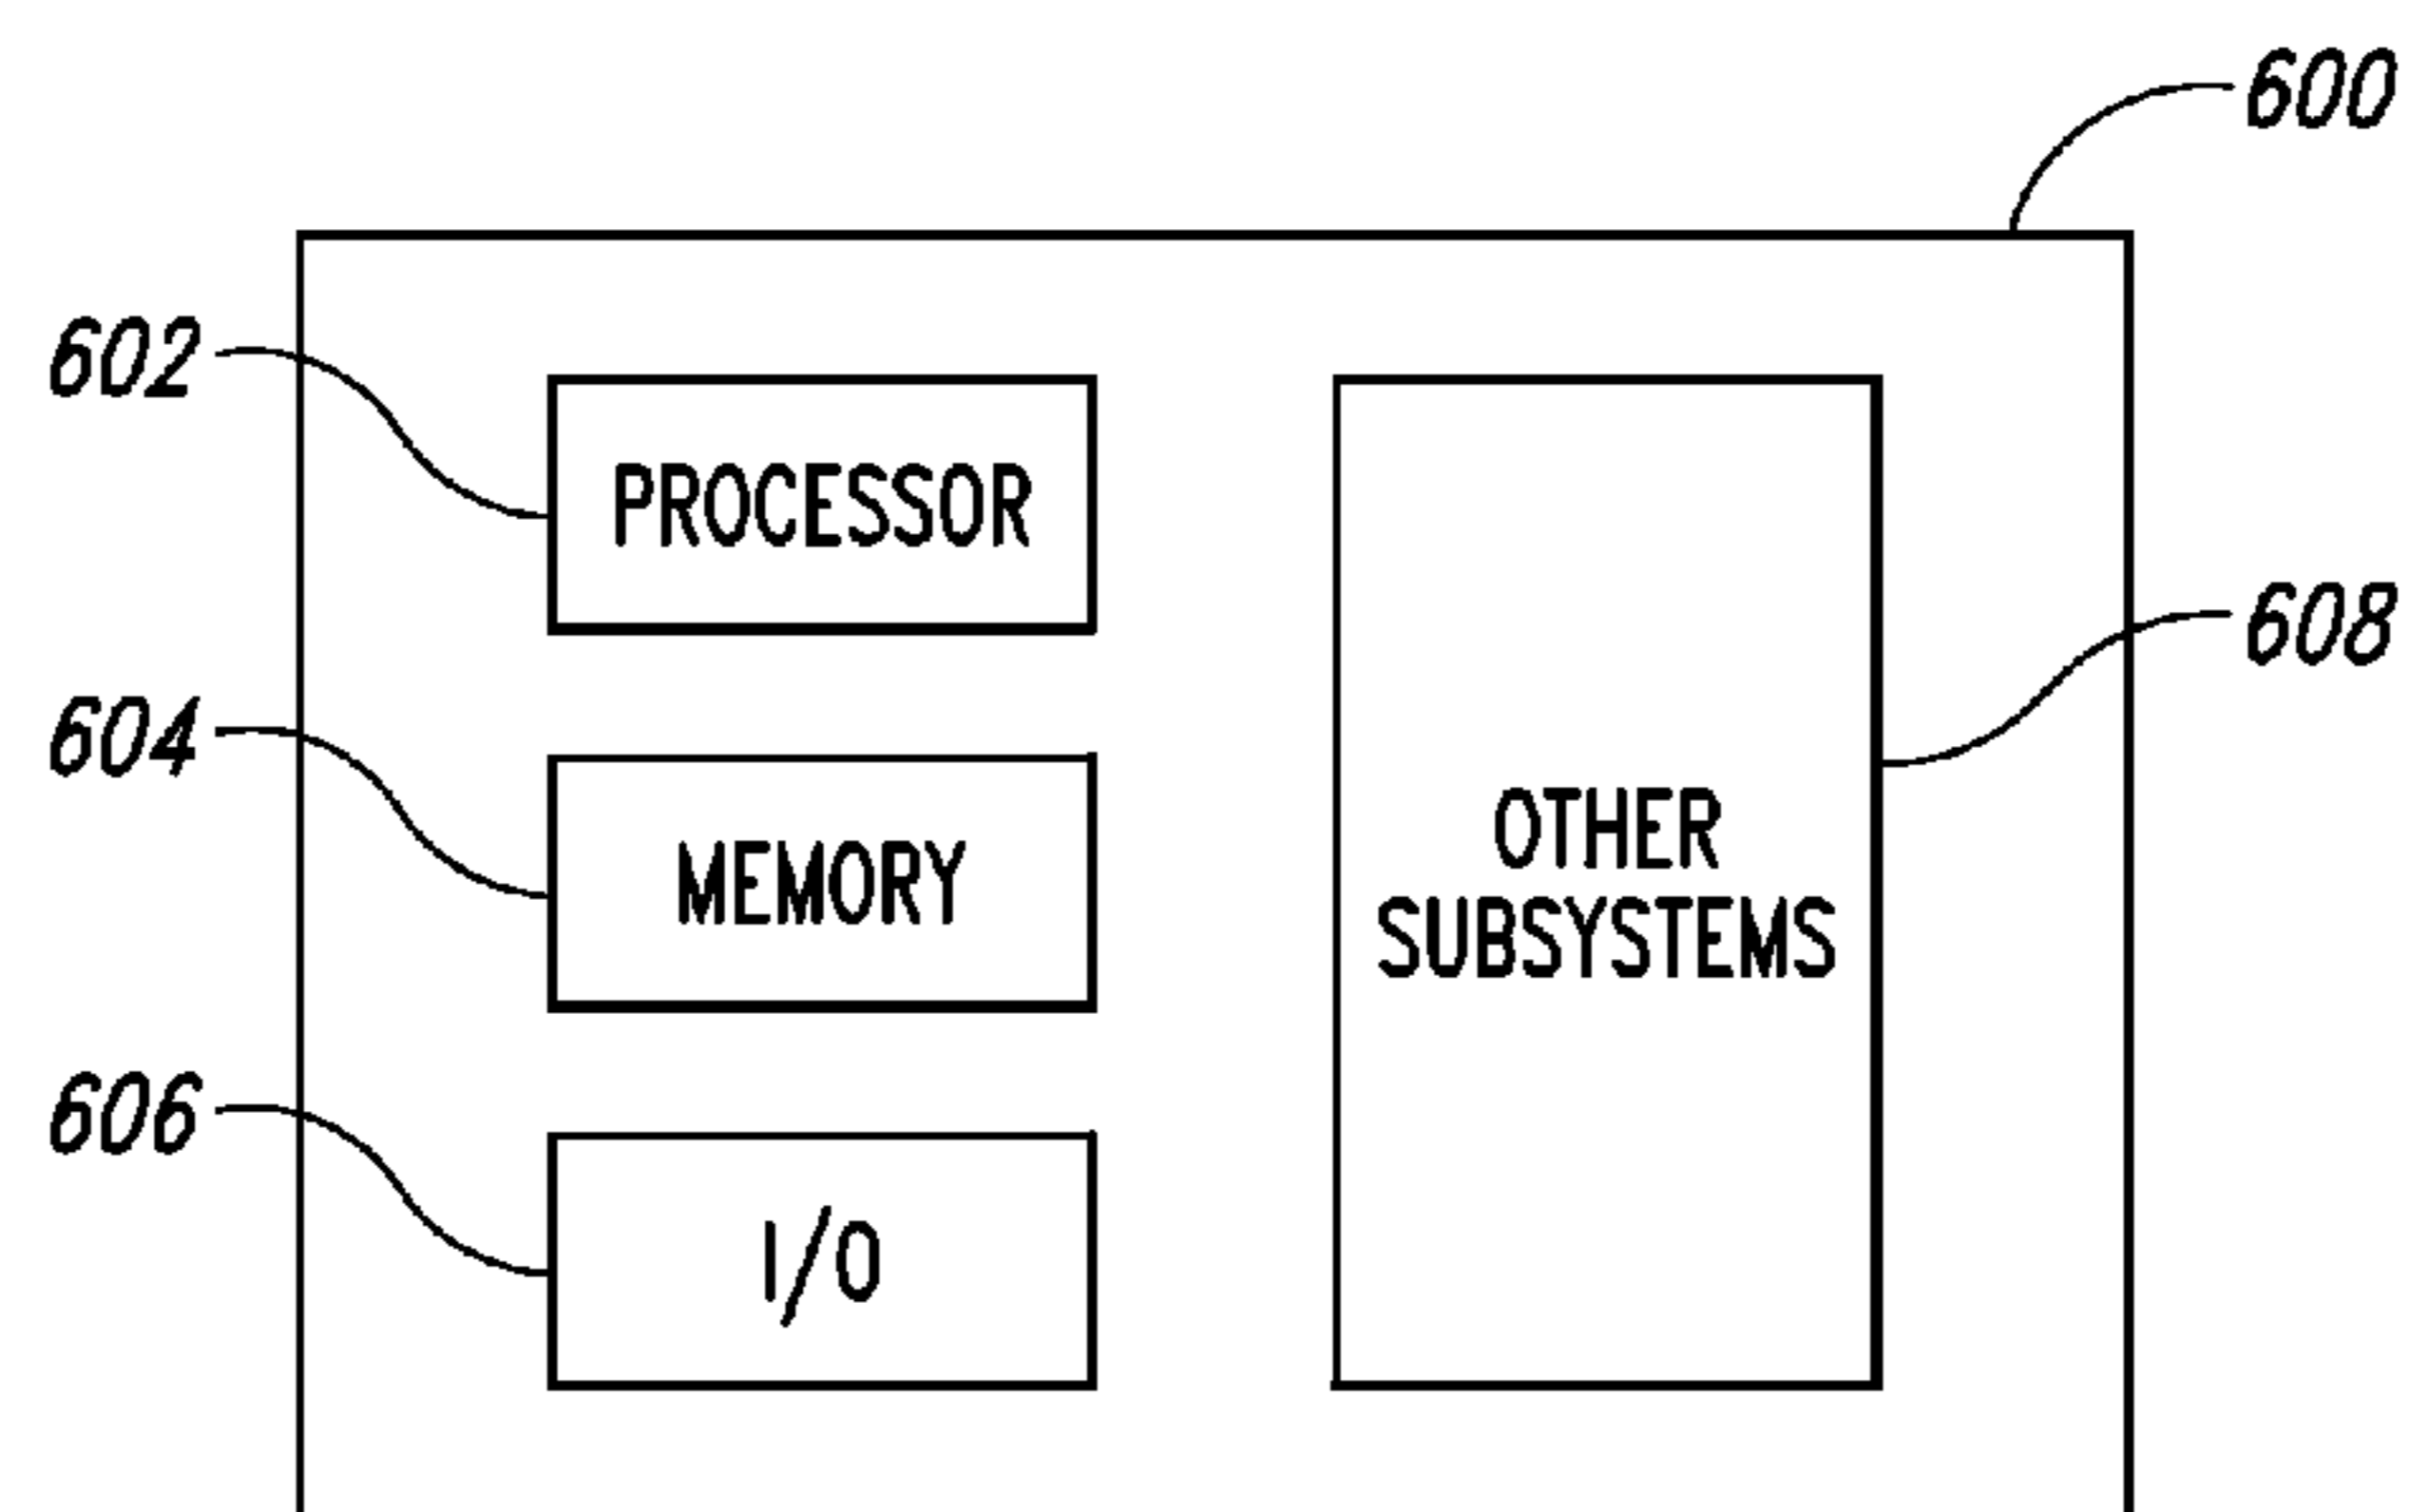 600
602
PROCESSOR
608
604
MEMORY
OTHER
SUBSYSTEMS
606
I/O